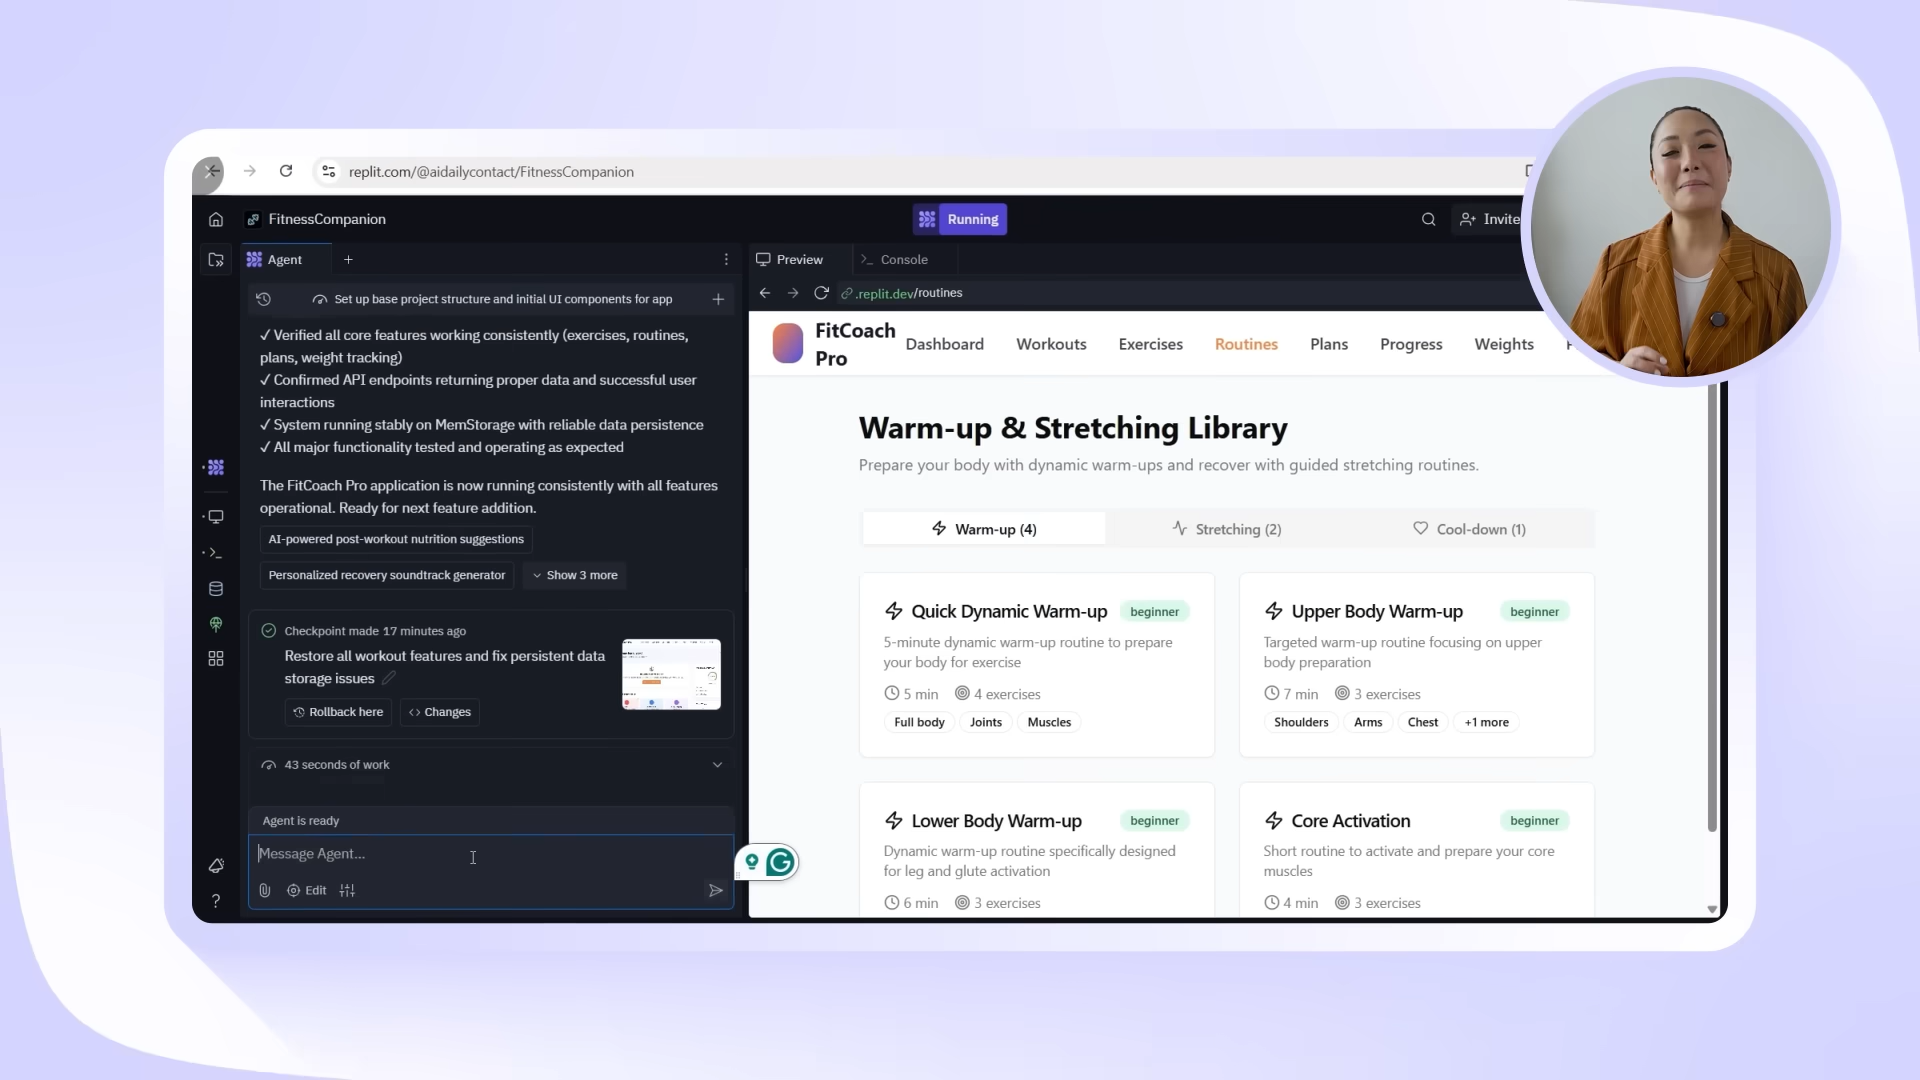 replit.com/@aidailycontact/FitnessCompanion
FitnessCompanion
Running
Invite
Agent
Set up base project structure and initial UI components for app
✓ Verified all core features working consistently (exercises, routines,
plans, weight tracking)
✓ Confirmed API endpoints returning proper data and successful user
interactions
✓ System running stably on MemStorage with reliable data persistence
✓ All major functionality tested and operating as expected
The FitCoach Pro application is now running consistently with all features
operational. Ready for next feature addition.
AI-powered post-workout nutrition suggestions
Personalized recovery soundtrack generator
Show 3 more
Checkpoint made 17 minutes ago
Restore all workout features and fix persistent data
storage issues
Rollback here
Changes
43 seconds of work
Agent is ready
Message Agent...
Edit
Preview
Console
.replit.dev/routines
FitCoach
Pro
Dashboard
Workouts
Exercises
Routines
Plans
Progress
Weights
Warm-up & Stretching Library
Prepare your body with dynamic warm-ups and recover with guided stretching routines.
Warm-up (4)
Stretching (2)
Cool-down (1)
Quick Dynamic Warm-up
beginner
5-minute dynamic warm-up routine to prepare
your body for exercise
5 min
4 exercises
Full body
Joints
Muscles
Upper Body Warm-up
beginner
Targeted warm-up routine focusing on upper
body preparation
7 min
3 exercises
Shoulders
Arms
Chest
+1 more
Lower Body Warm-up
beginner
Dynamic warm-up routine specifically designed
for leg and glute activation
6 min
3 exercises
Core Activation
beginner
Short routine to activate and prepare your core
muscles
4 min
3 exercises